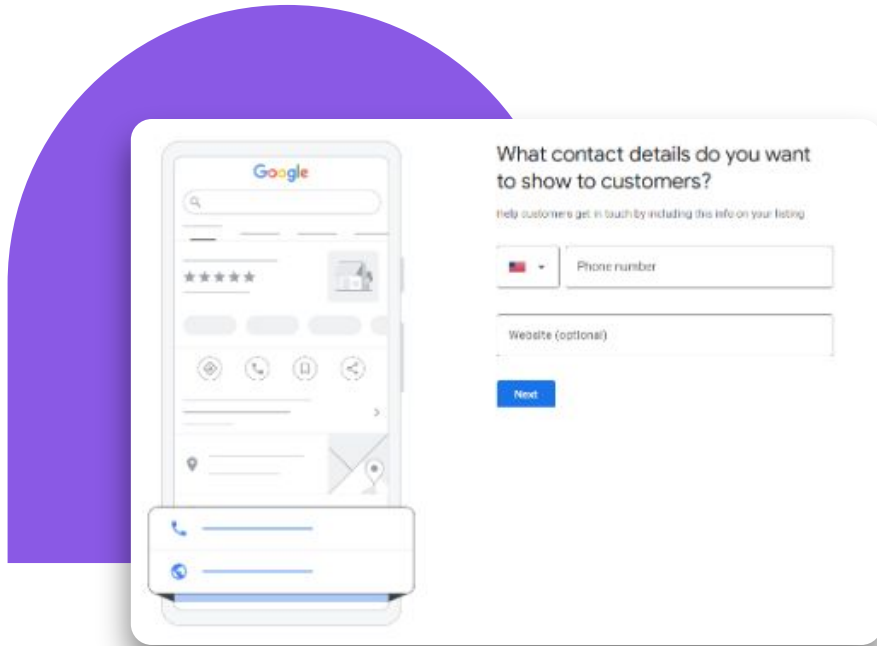 Google
What contact details do you want
to show to customers?
Help customers get in touch by including this info on your listing
Phone number
Website (optional)
Next